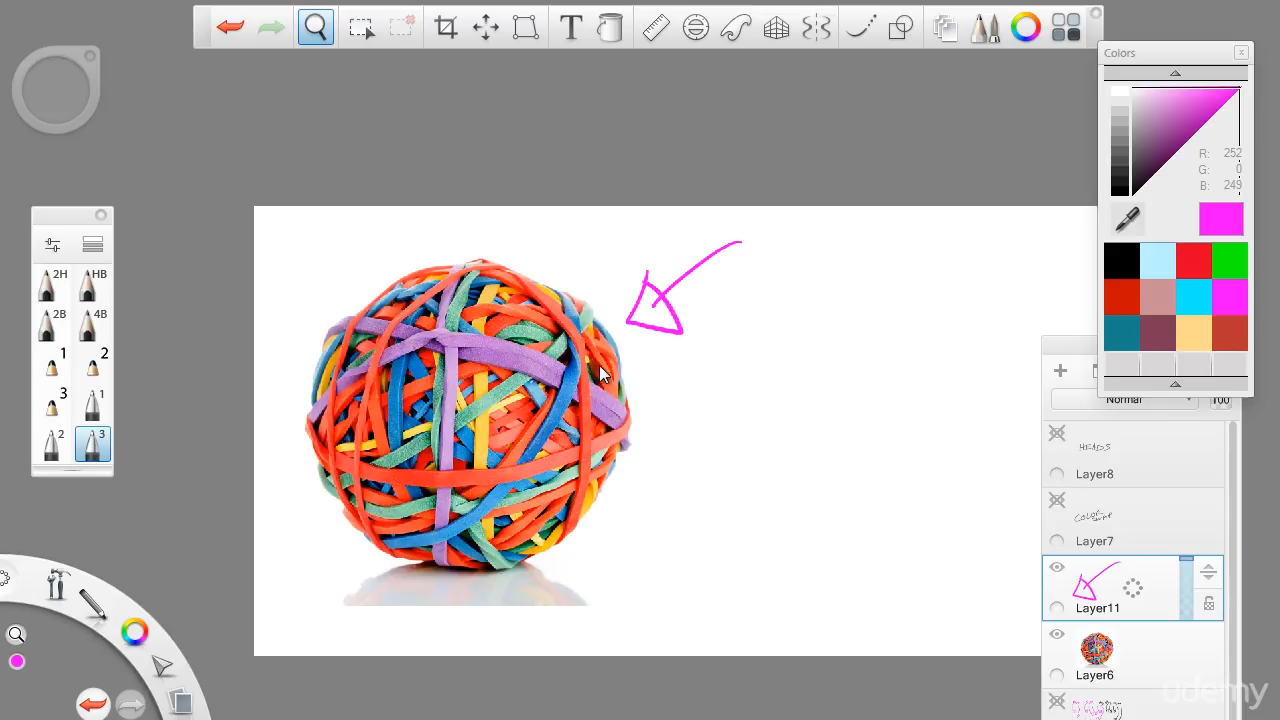 T
Colors
R: 252
G: 0
B: 249
2H HB
2B 4B
1 2
3 1
2 3
Normal 100
HEADS
Layer8
Layer7
Layer11
Layer6
udemy